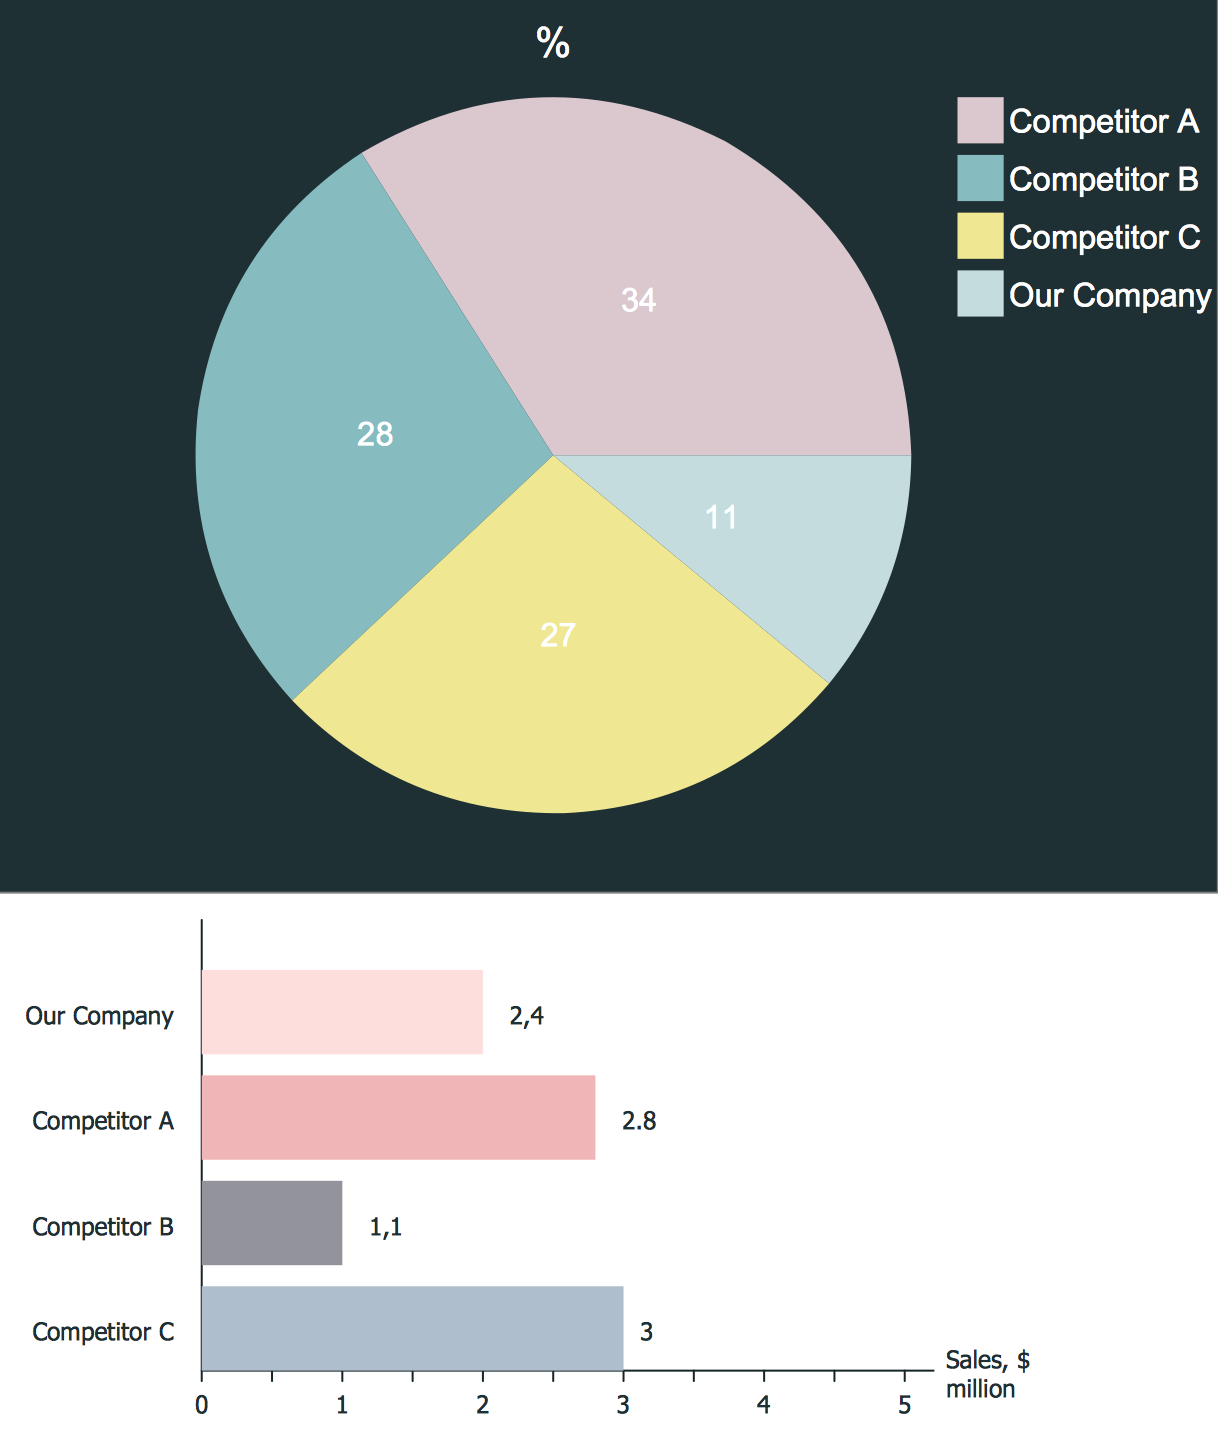 %
Competitor A
Competitor B
Competitor C
Our Company
34
28
11
27
Our Company
2,4
Competitor A
2.8
Competitor B
1,1
Competitor C
3
Sales, $
million
0 1 2 3 4 5